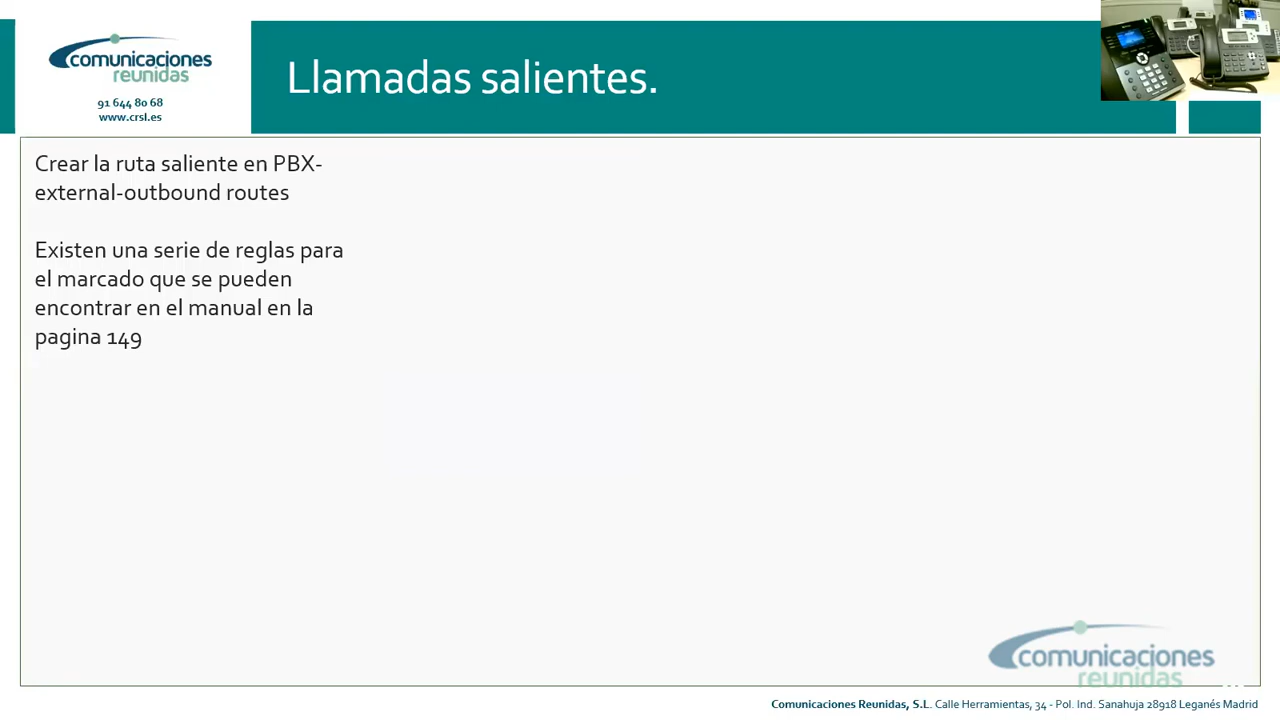 comunicaciones
reunidas
91 644 80 68
www.crsl.es
Llamadas salientes.
Crear la ruta saliente en PBX-
external-outbound routes
Existen una serie de reglas para
el marcado que se pueden
encontrar en el manual en la
pagina 149
comunicaciones
reunidas
Comunicaciones Reunidas, S.L. Calle Herramientas, 34 - Pol. Ind. Sanahuja 28918 Leganés Madrid